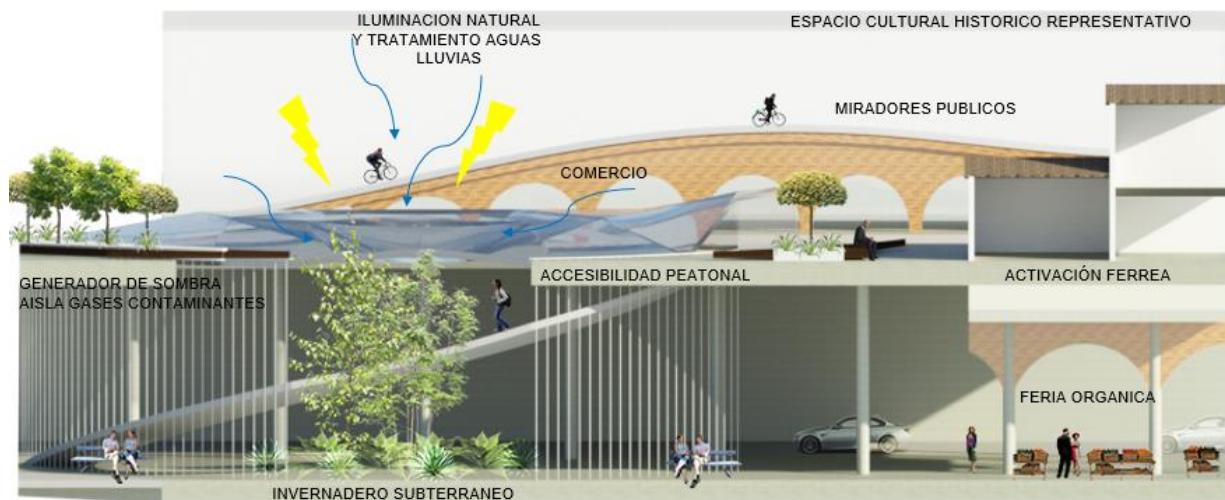 ILUMINACION NATURAL
Y TRATAMIENTO AGUAS
LLUVIAS
ESPACIO CULTURAL HISTORICO REPRESENTATIVO
MIRADORES PUBLICOS
COMERCIO
GENERADOR DE SOMBRA
AISLA GASES CONTAMINANTES
ACCESIBILIDAD PEATONAL
ACTIVACIÓN FERREA
FERIA ORGANICA
INVERNADERO SUBTERRANEO